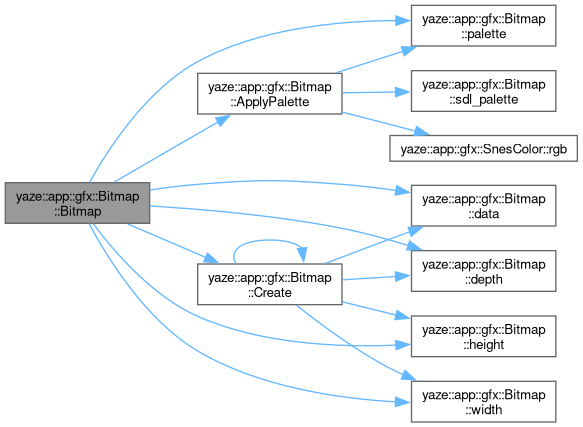 yaze::app::gfx::Bitmap
::Bitmap
yaze::app::gfx::Bitmap
::palette
yaze::app::gfx::Bitmap
::ApplyPalette
yaze::app::gfx::Bitmap
::sdl_palette
yaze::app::gfx::SnesColor::rgb
yaze::app::gfx::Bitmap
::data
yaze::app::gfx::Bitmap
::Create
yaze::app::gfx::Bitmap
::depth
yaze::app::gfx::Bitmap
::height
yaze::app::gfx::Bitmap
::width